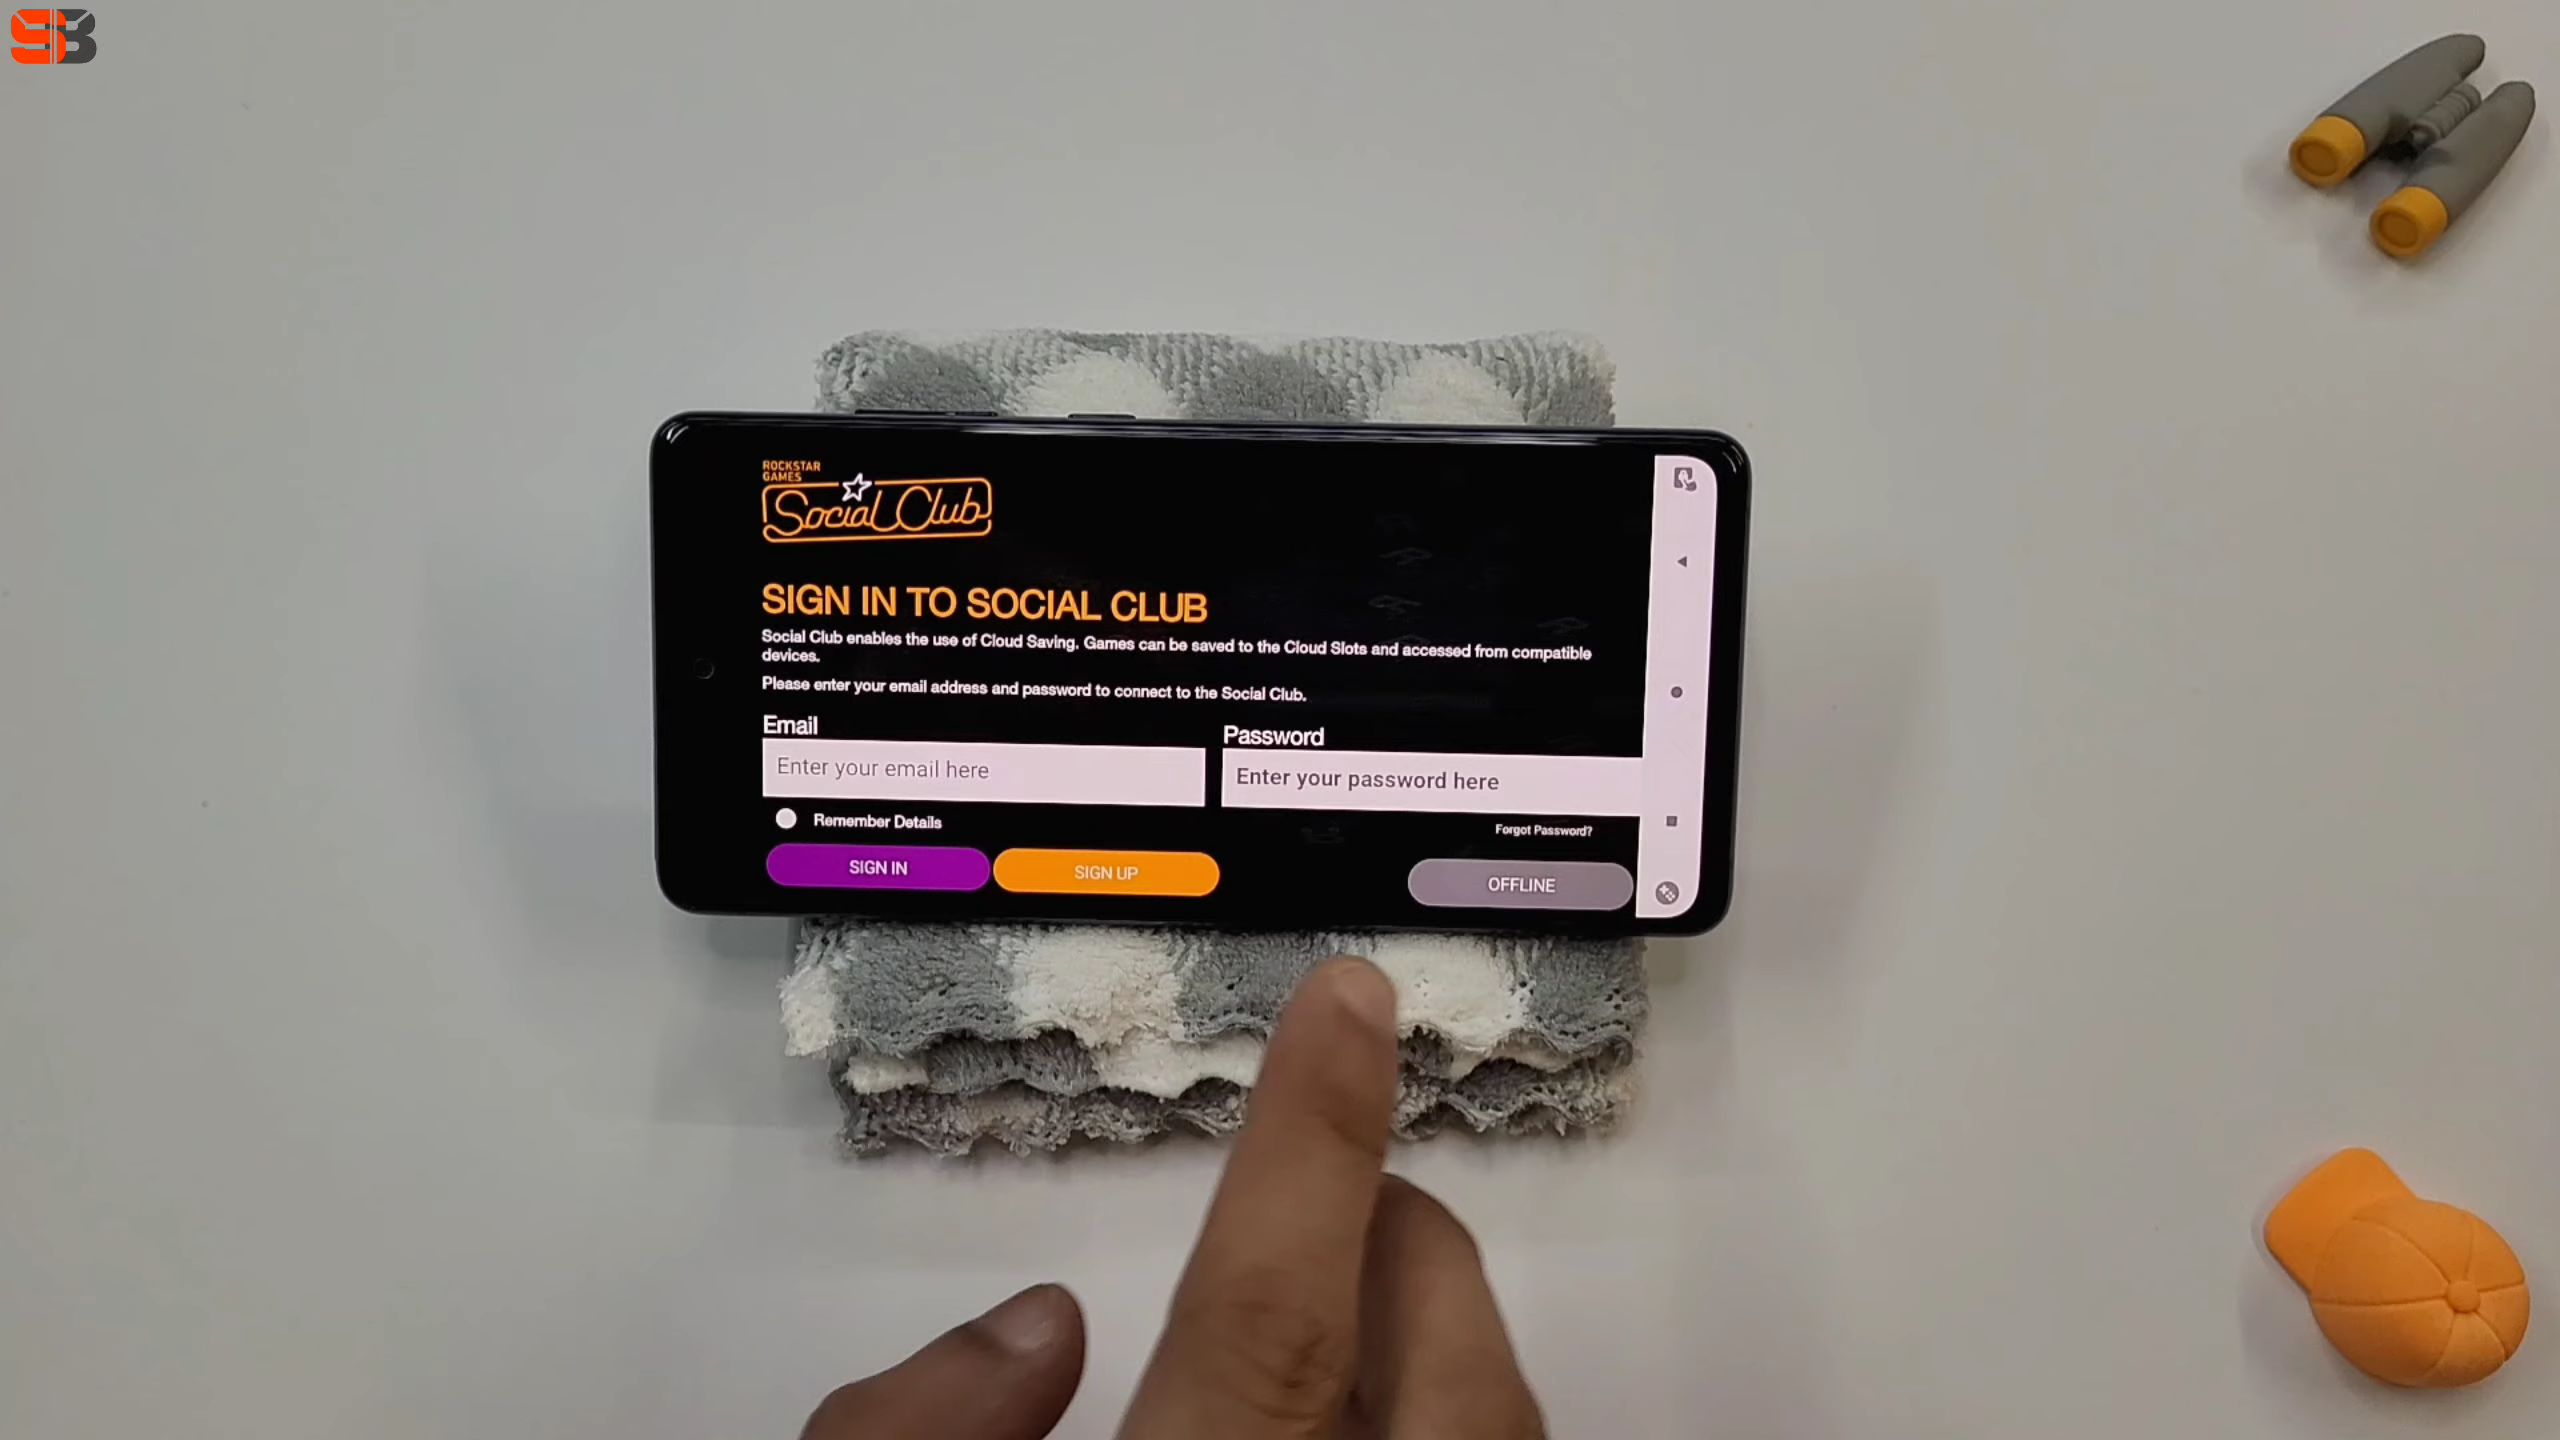 SB
ROCKSTAR
GAMES
Social Club
SIGN IN TO SOCIAL CLUB
Social Club enables the use of Cloud Saving. Games can be saved to the Cloud Slots and accessed from compatible
devices.
Please enter your email address and password to connect to the Social Club.
Email
Password
Enter your email here
Enter your password here
Remember Details
Forgot Password?
SIGN IN
SIGN UP
OFFLINE